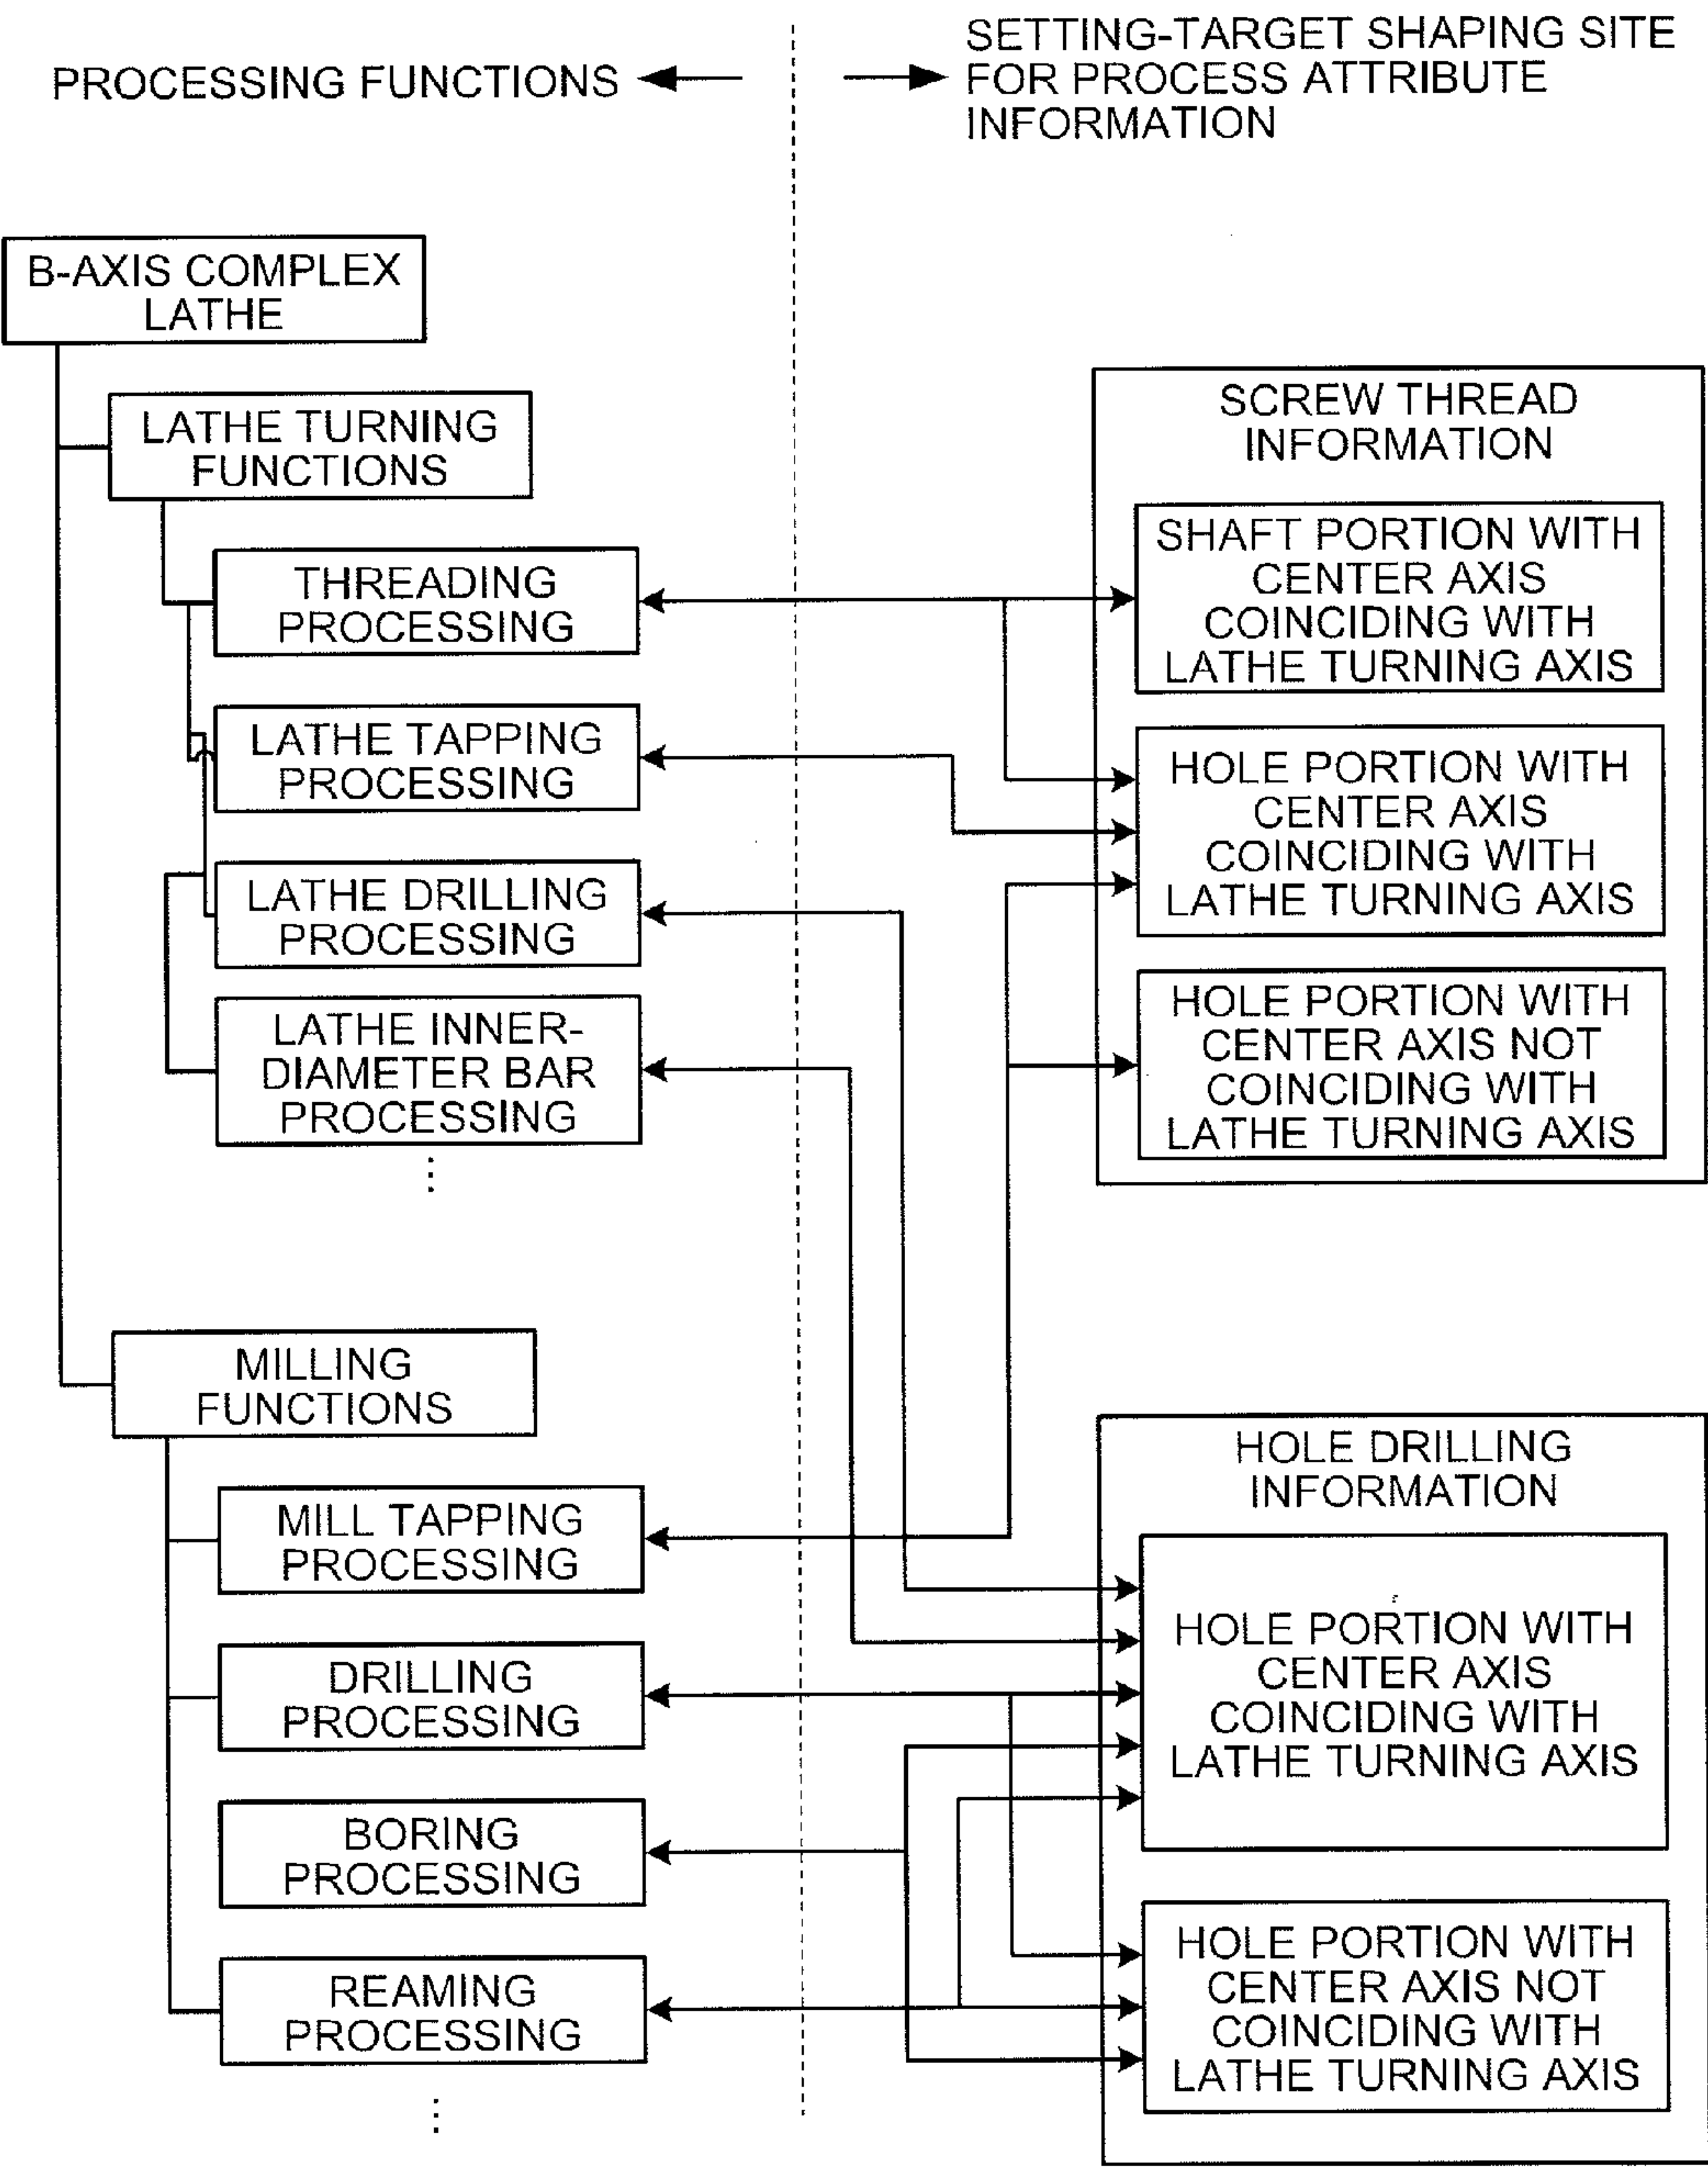 PROCESSING FUNCTIONS
SETTING-TARGET SHAPING SITE
FOR PROCESS ATTRIBUTE
INFORMATION
B-AXIS COMPLEX
LATHE
LATHE TURNING
FUNCTIONS
THREADING
PROCESSING
LATHE TAPPING
PROCESSING
LATHE DRILLING
PROCESSING
LATHE INNER-
DIAMETER BAR
PROCESSING
⋮
MILLING
FUNCTIONS
MILL TAPPING
PROCESSING
DRILLING
PROCESSING
BORING
PROCESSING
REAMING
PROCESSING
⋮
SCREW THREAD
INFORMATION
SHAFT PORTION WITH
CENTER AXIS
COINCIDING WITH
LATHE TURNING AXIS
HOLE PORTION WITH
CENTER AXIS
COINCIDING WITH
LATHE TURNING AXIS
HOLE PORTION WITH
CENTER AXIS NOT
COINCIDING WITH
LATHE TURNING AXIS
HOLE DRILLING
INFORMATION
HOLE PORTION WITH
CENTER AXIS
COINCIDING WITH
LATHE TURNING AXIS
HOLE PORTION WITH
CENTER AXIS NOT
COINCIDING WITH
LATHE TURNING AXIS